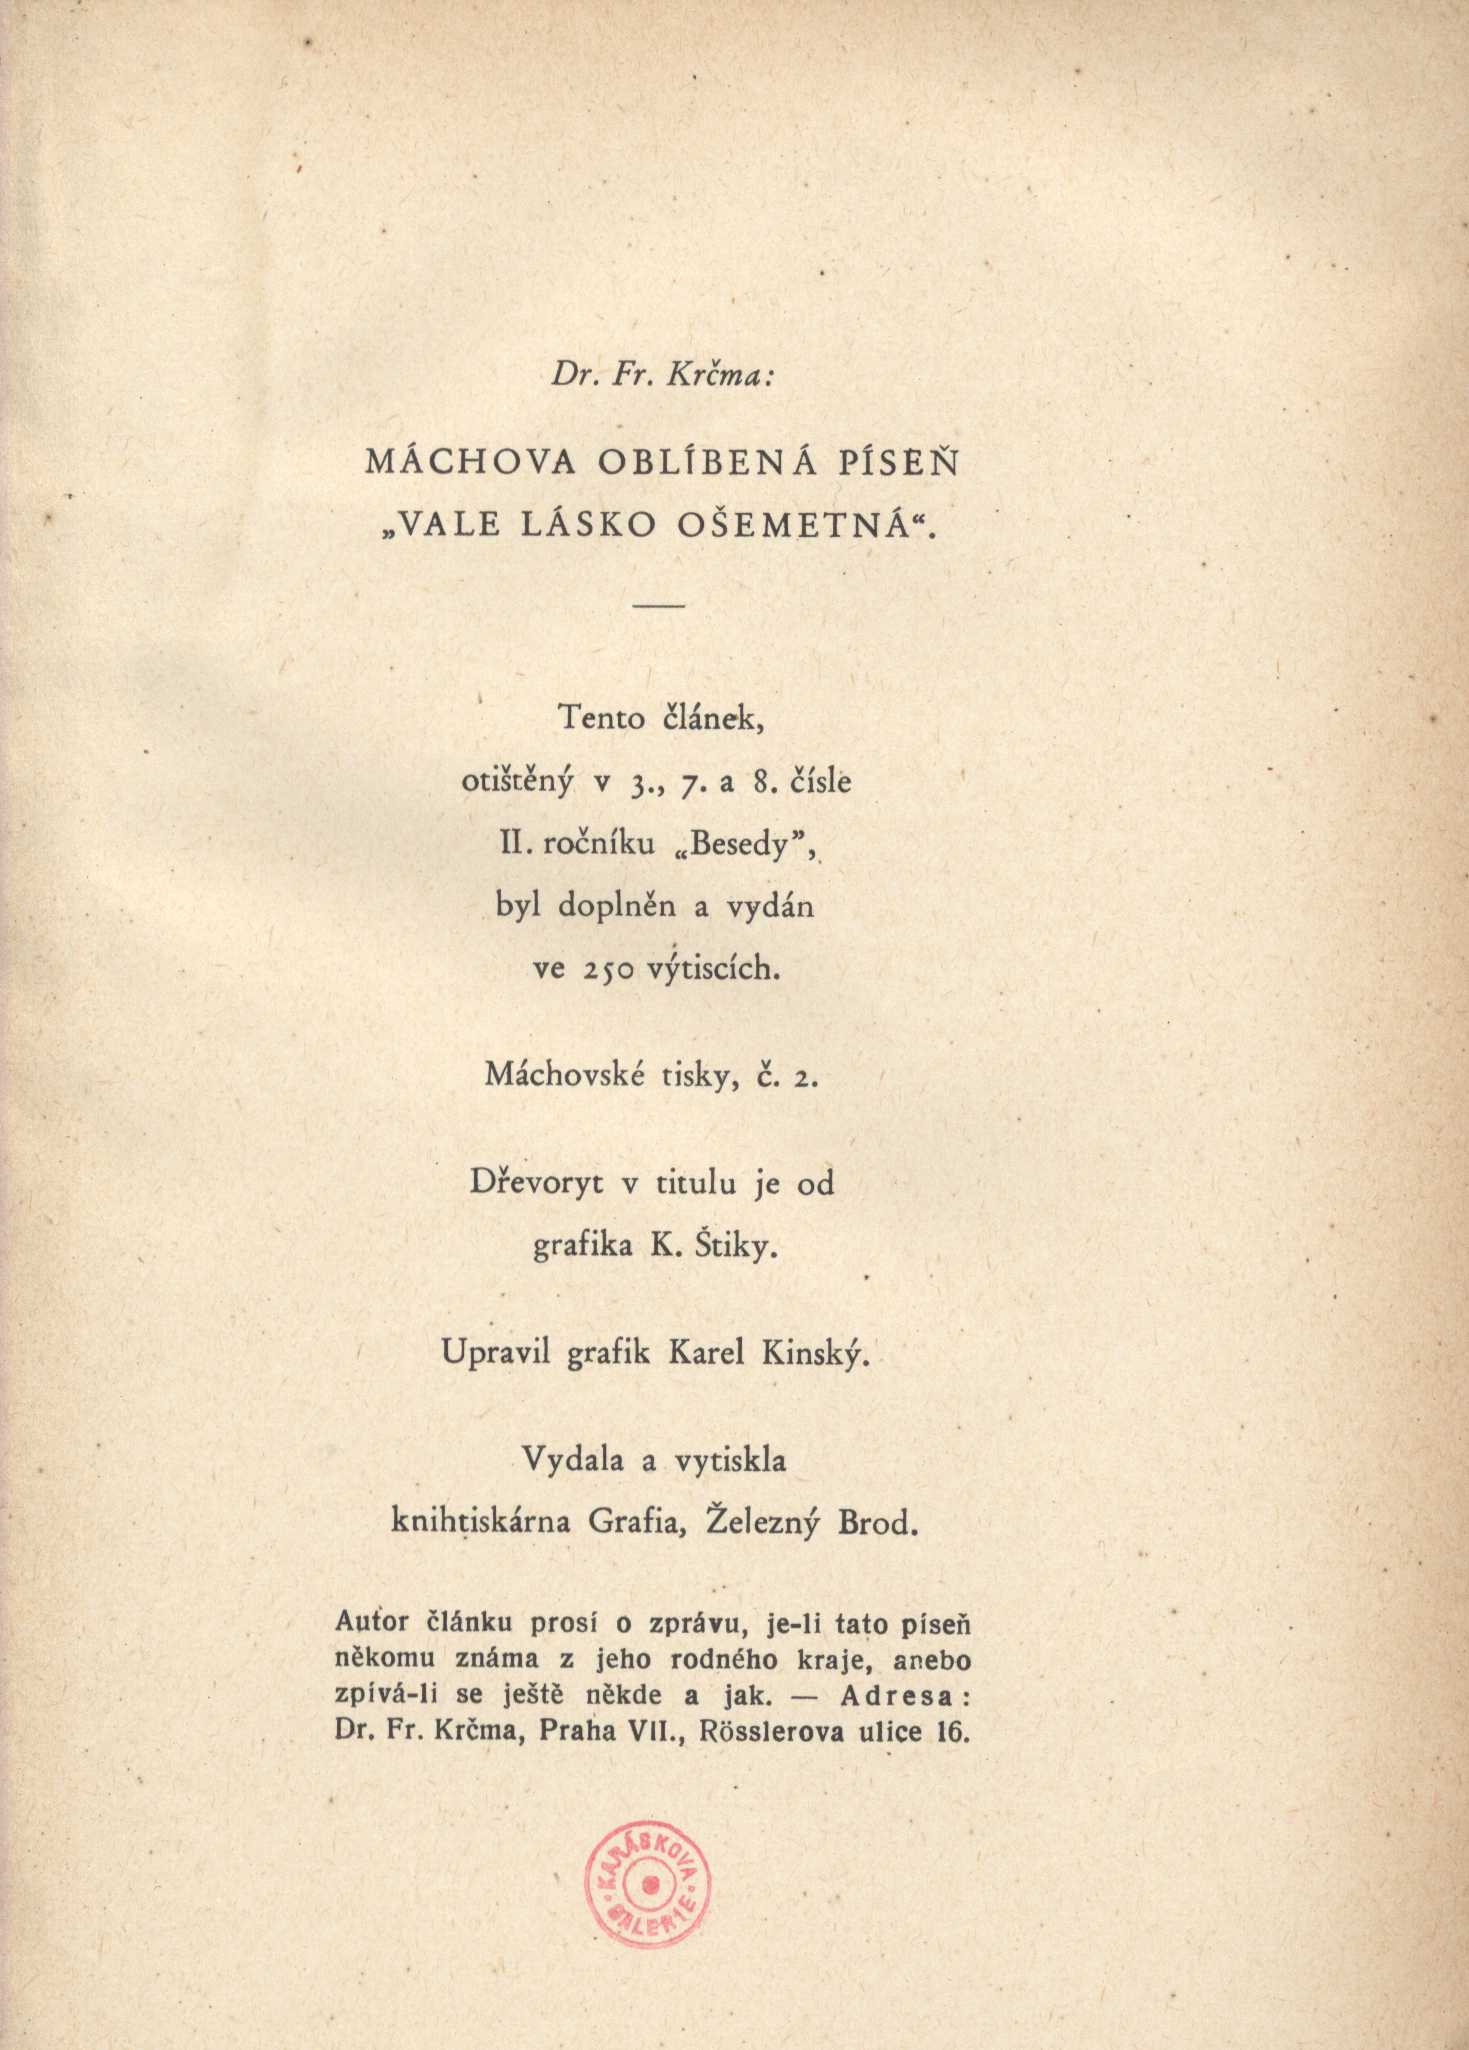 Dr. Fr. Krčma:
MÁCHOVA OBLÍBENÁ PÍSEŇ
„VALE LÁSKO OŠEMETNÁ“.
Tento článek,
otištěný v 3., 7. a 8. čísle
II. ročníku „Besedy”,
byl doplněn a vydán
ve 250 výtiscích.
Máchovské tisky, č. 2.
Dřevoryt v titulu je od
grafika K. Štiky.
Upravil grafik Karel Kinský.
Vydala a vytiskla
knihtiskárna Grafia, Železný Brod.
Autor článku prosí o zprávu, je-li tato píseň
někomu známa z jeho rodného kraje, anebo
zpívá-li se ještě někde a jak. — Adresa:
Dr. Fr. Krčma, Praha VII., Rösslerova ulice 16.
KARÁSKOVA
GALERIE